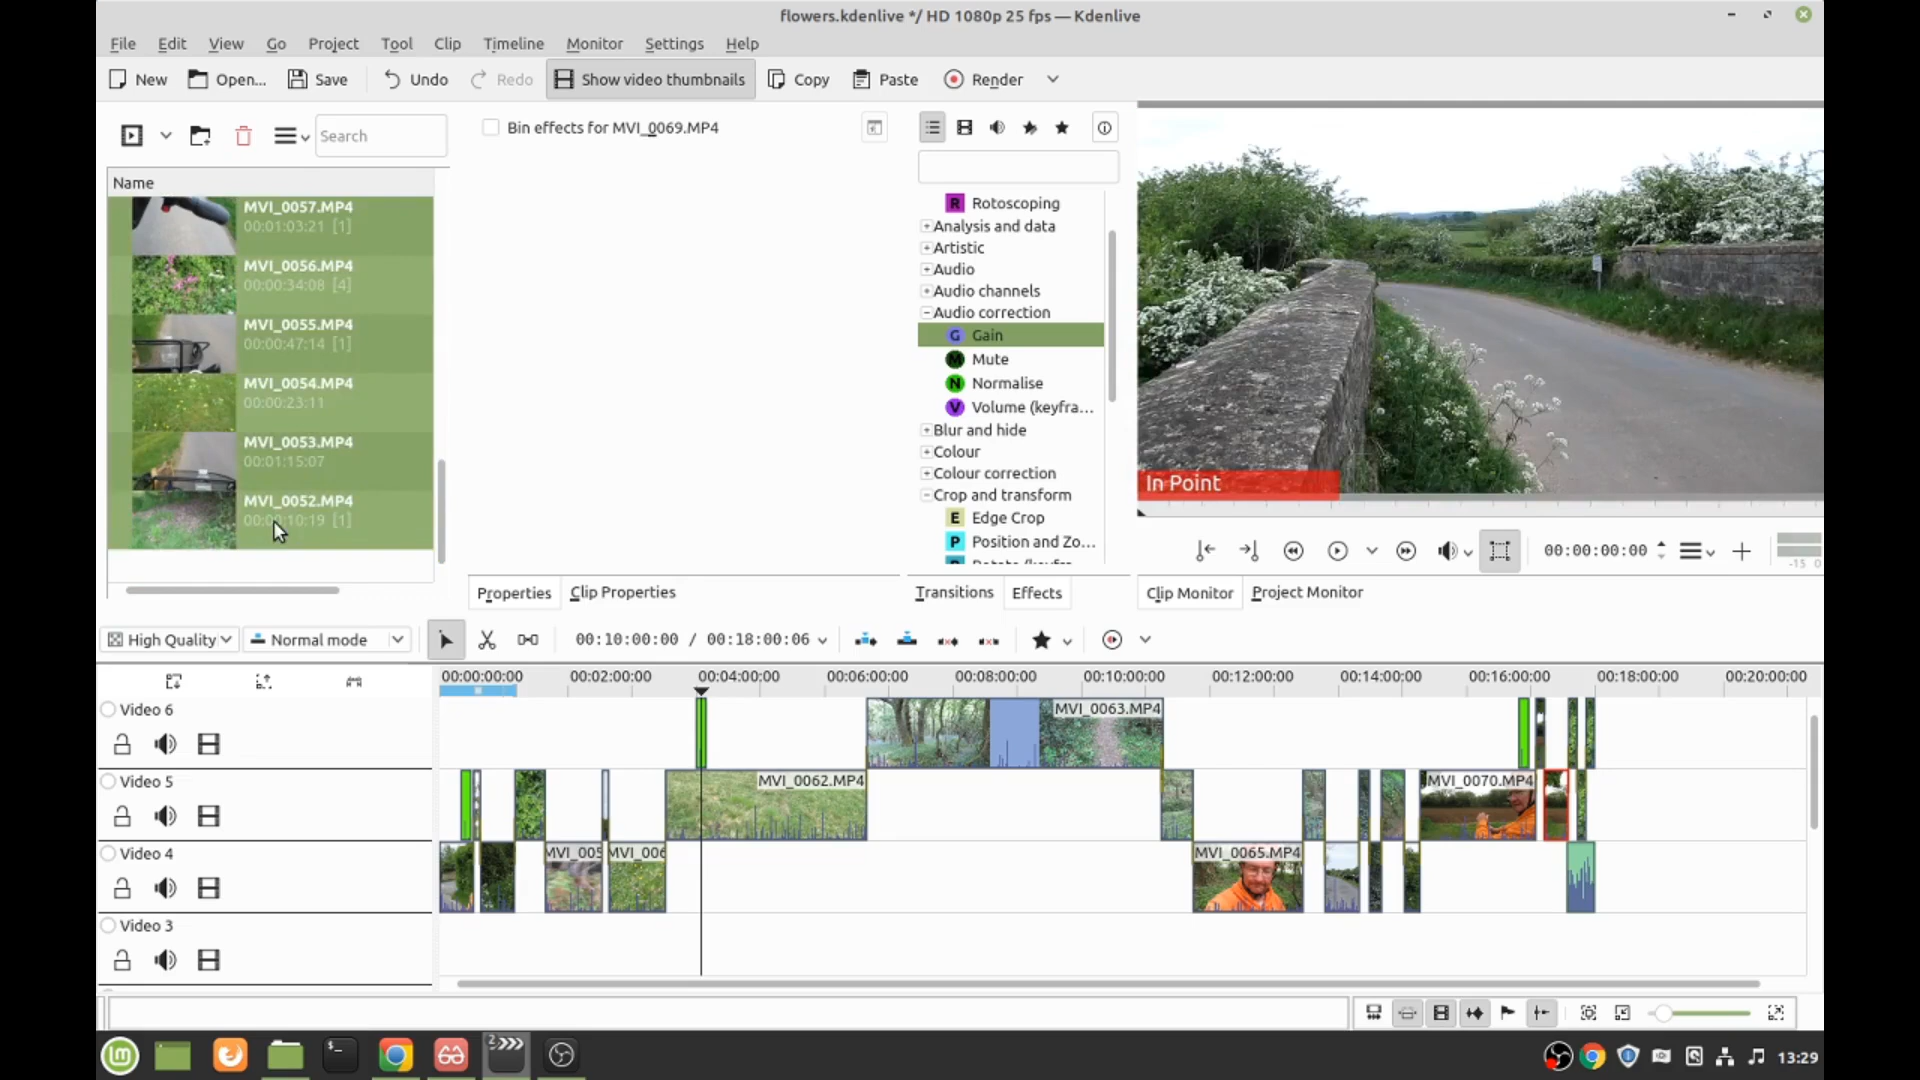 flowers.kdenlive */ HD 1080p 25 fps — Kdenlive
File Edit View Go Project Tool Clip Timeline Monitor Settings Help
New Open... Save Undo Redo Show video thumbnails Copy Paste Render
Search
Bin effects for MVI_0069.MP4
Name
MVI_0057.MP4
00:01:03:21 [1]
MVI_0056.MP4
00:00:34:08 [4]
MVI_0055.MP4
00:00:47:14 [1]
MVI_0054.MP4
00:00:23:11
MVI_0053.MP4
00:01:15:07
MVI_0052.MP4
00:00:10:19 [1]
Rotoscoping
Analysis and data
Artistic
Audio
Audio channels
Audio correction
Gain
Mute
Normalise
Volume (keyfra...
Blur and hide
Colour
Colour correction
Crop and transform
Edge Crop
Position and Zo...
In Point
00:00:00:00
-15 0
Properties Clip Properties
Transitions Effects
Clip Monitor Project Monitor
High Quality Normal mode 00:10:00:00 / 00:18:00:06
00:00:00:00 00:02:00:00 00:04:00:00 00:06:00:00 00:08:00:00 00:10:00:00 00:12:00:00 00:14:00:00 00:16:00:00 00:18:00:00 00:20:00:00
Video 6
MVI_0063.MP4
Video 5
MVI_0062.MP4
MVI_0070.MP4
Video 4
MVI_005
MVI_006
MVI_0065.MP4
Video 3
13:29